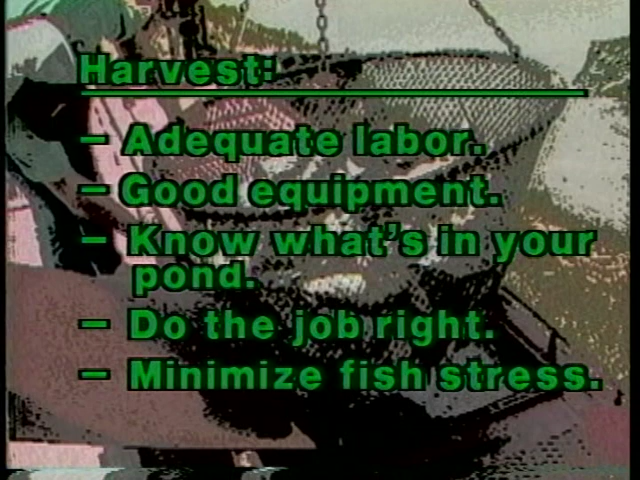 Harvest:
– Adequate labor.
– Good equipment.
– Know what's in your
pond.
– Do the job right.
– Minimize fish stress.